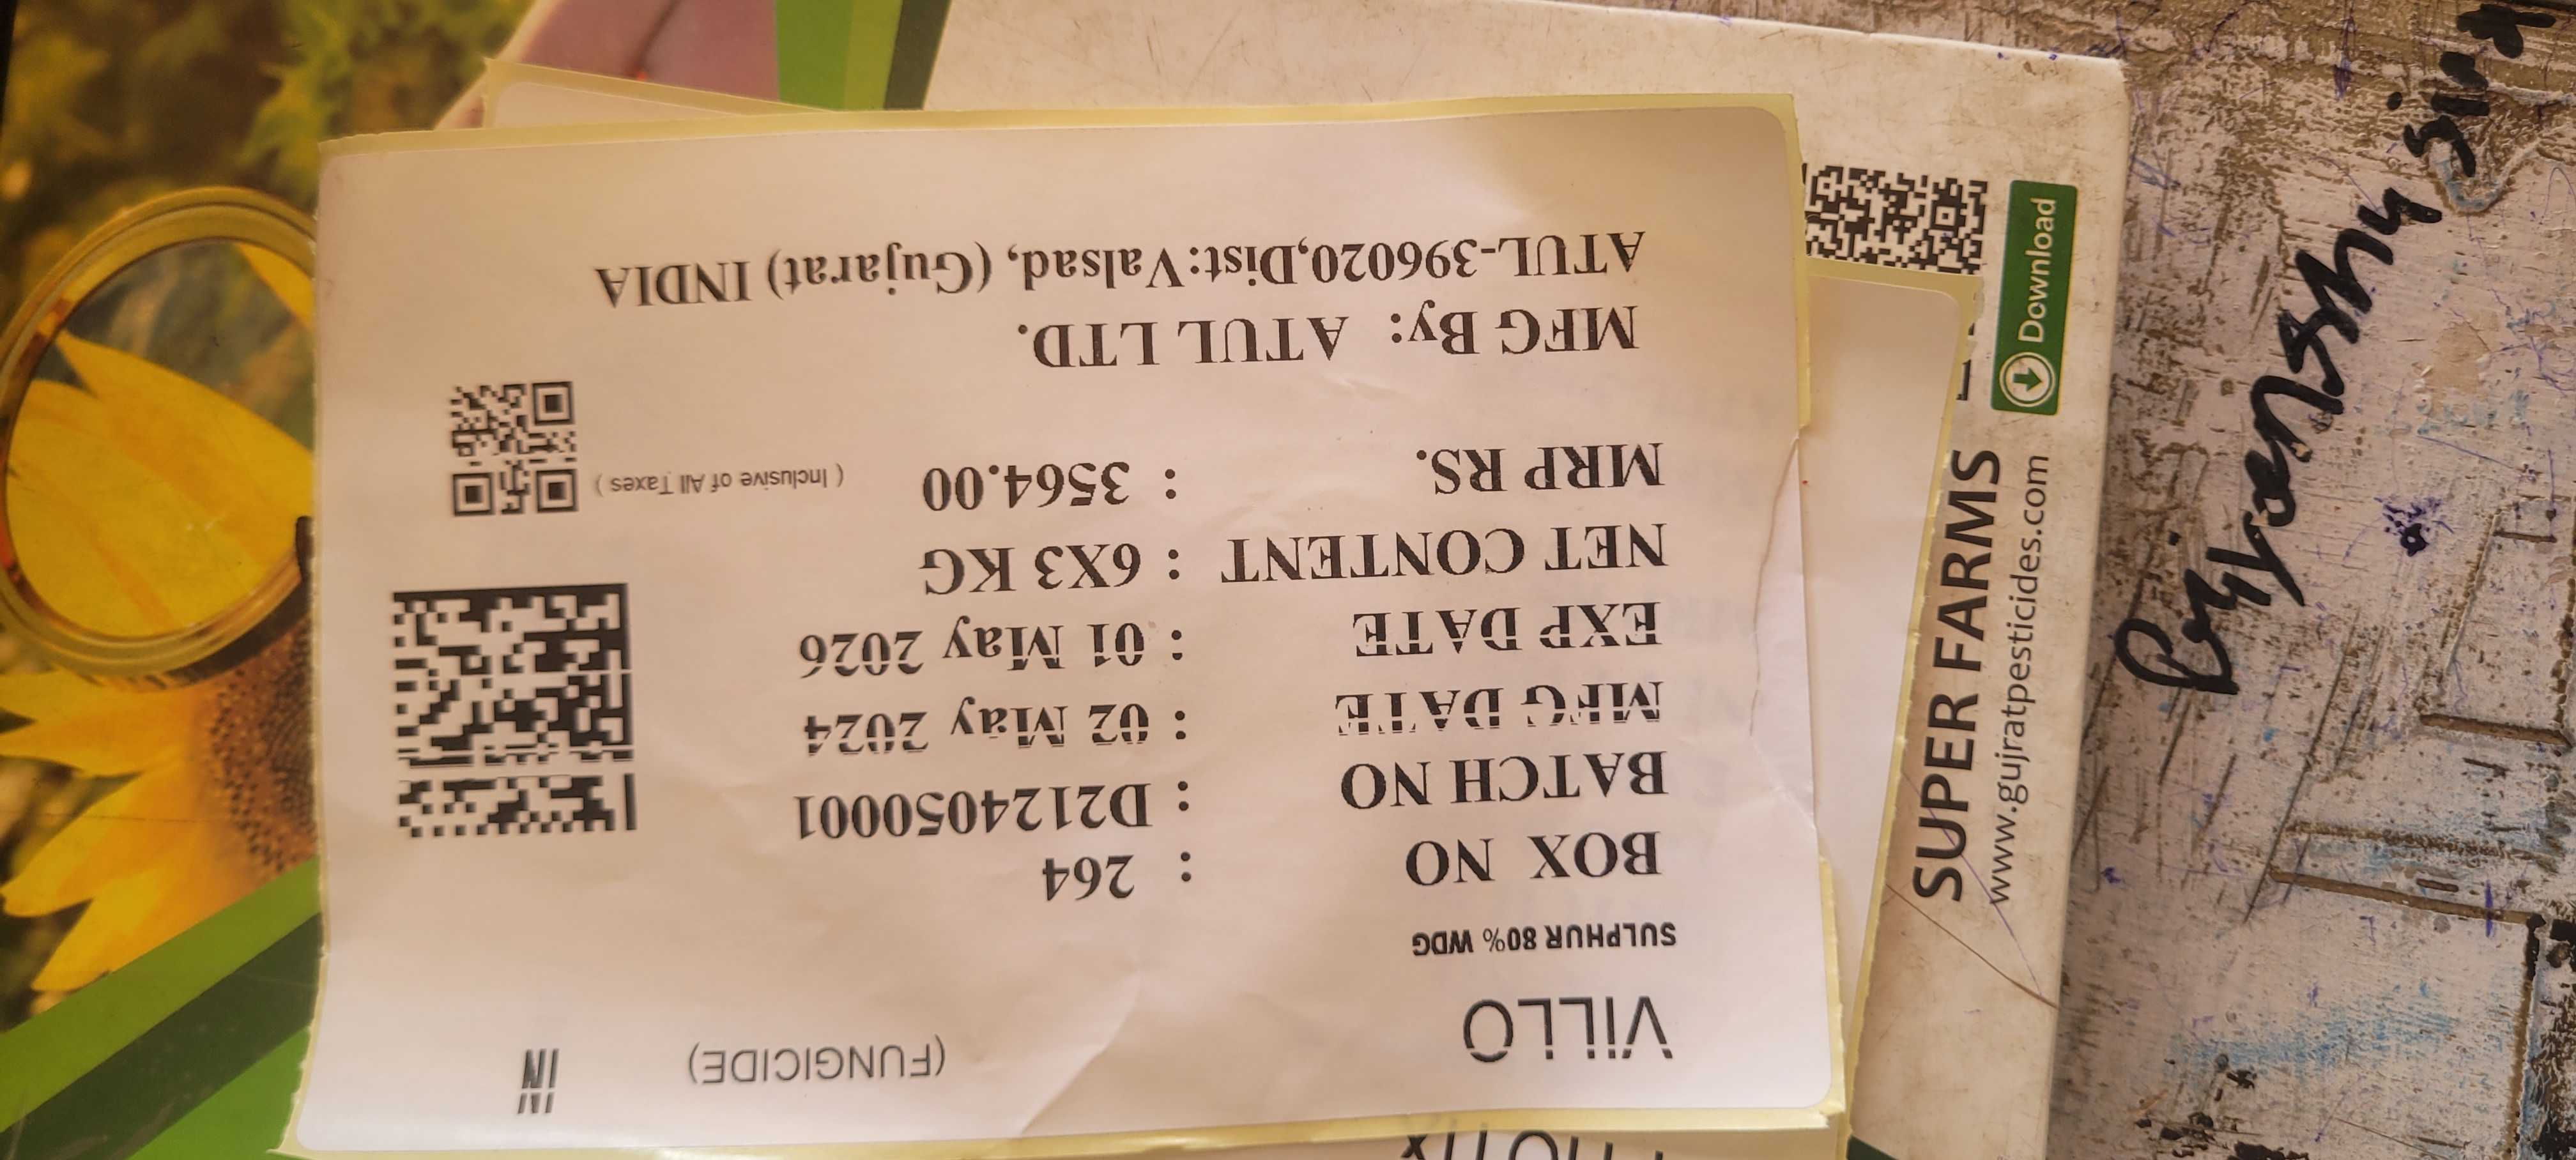 VILLO
(FUNGICIDE)
IN
SULPHUR 80% WDG
BOX NO : 264
BATCH NO : D2124050001
MFG DATE : 02 May 2024
EXP DATE : 01 May 2026
NET CONTENT : 6X3 KG
MRP RS. : 3564.00 ( Inclusive of All Taxes )
MFG By: ATUL LTD.
ATUL-396020,Dist:Valsad, (Gujarat) INDIA
SUPER FARMS
www.gujratpesticides.com
Download